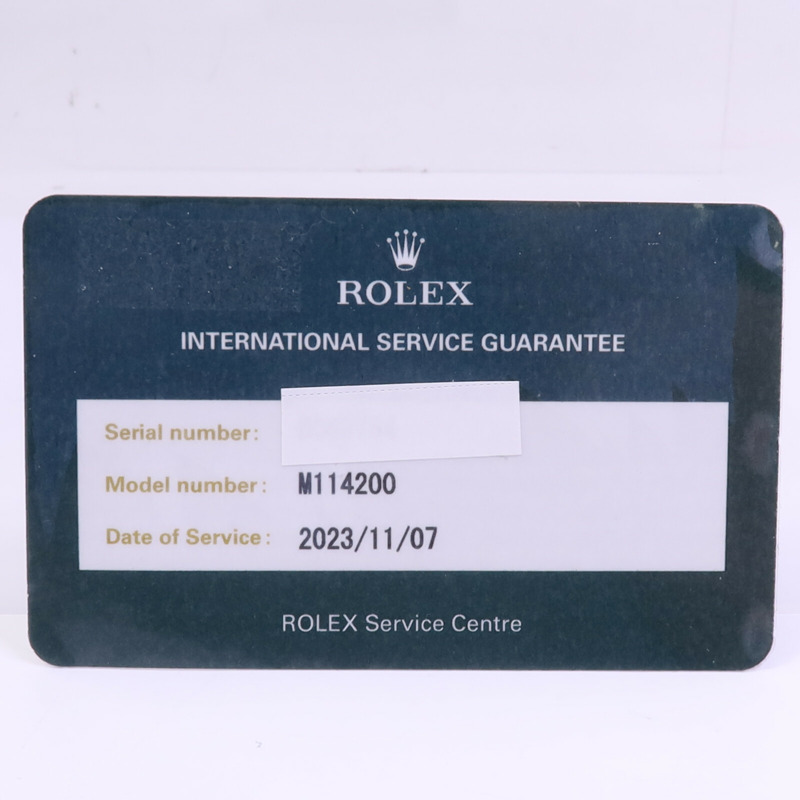 ROLEX
INTERNATIONAL SERVICE GUARANTEE
Serial number:
Model number: M114200
Date of Service: 2023/11/07
ROLEX Service Centre